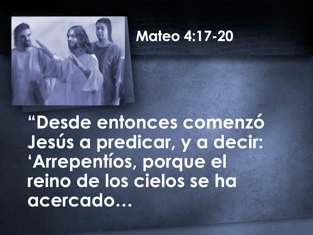 Mateo 4:17-20
“Desde entonces comenzó
Jesús a predicar, y a decir:
‘Arrepentíos, porque el
reino de los cielos se ha
acercado…